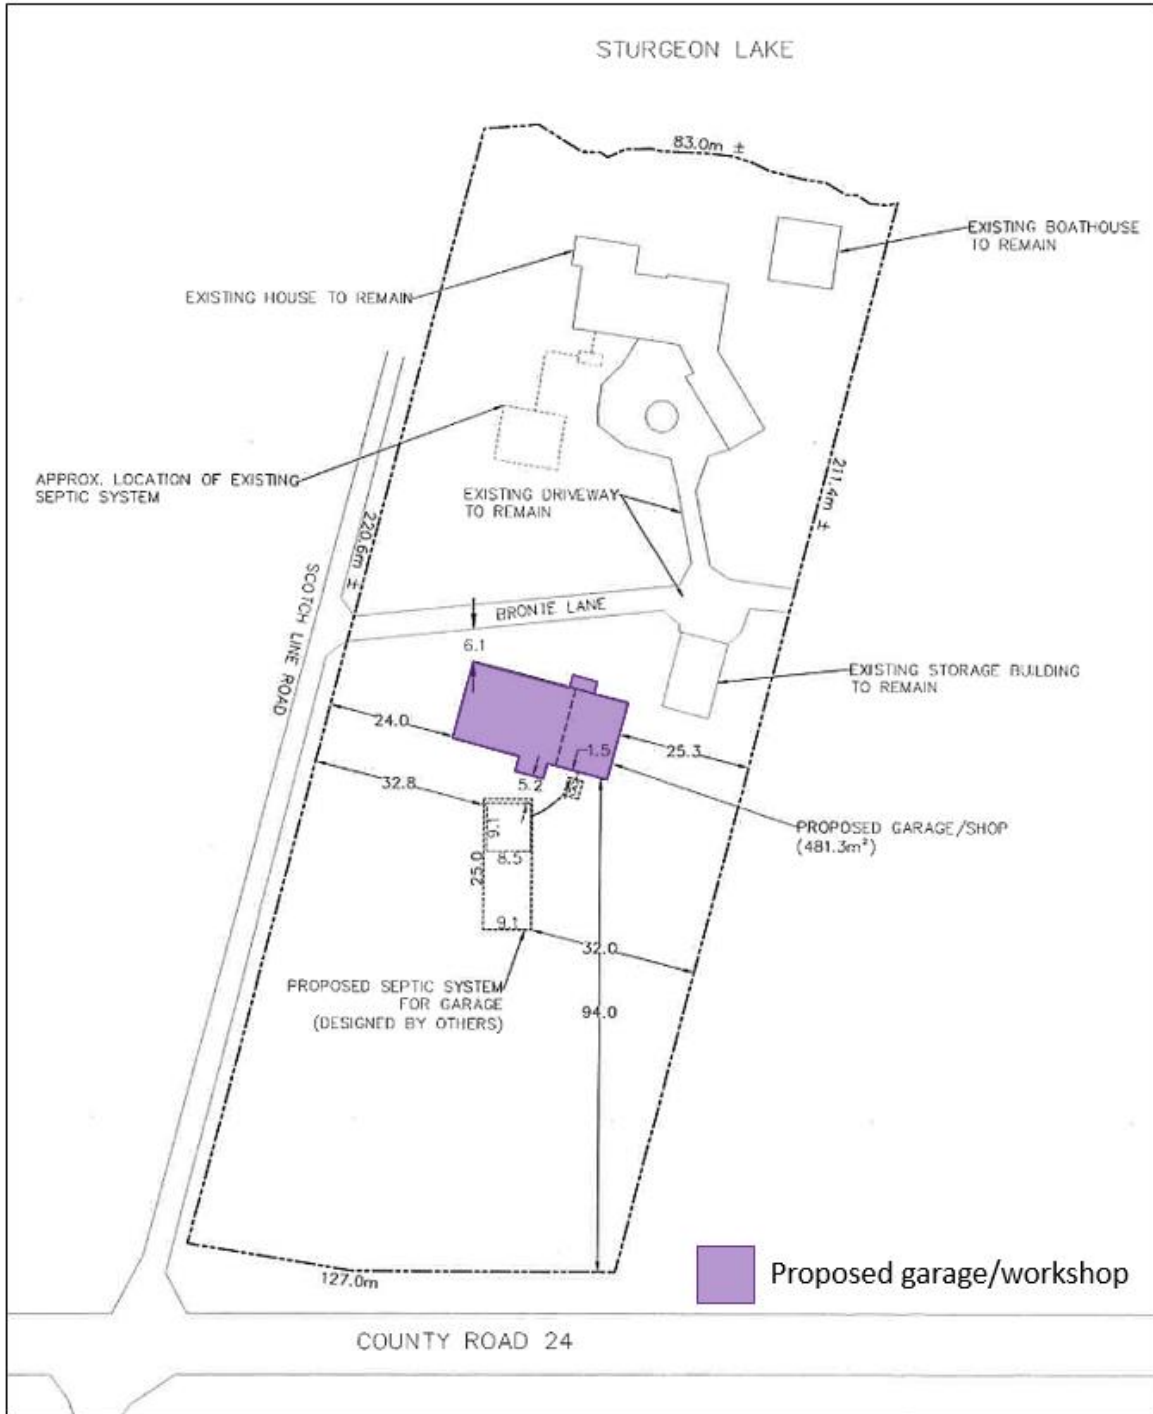 STURGEON LAKE
83.0m ±
EXISTING BOATHOUSE
TO REMAIN
EXISTING HOUSE TO REMAIN
APPROX. LOCATION OF EXISTING
SEPTIC SYSTEM
EXISTING DRIVEWAY
TO REMAIN
211.4m ±
220.6m ±
SCOTCH LINE ROAD
BRONTE LANE
6.1
EXISTING STORAGE BUILDING
TO REMAIN
24.0
1.5
25.3
32.8
5.2
PROPOSED GARAGE/SHOP
(481.3m²)
9.1
8.5
25.0
9.1
32.0
PROPOSED SEPTIC SYSTEM
FOR GARAGE
(DESIGNED BY OTHERS)
94.0
127.0m
Proposed garage/workshop
COUNTY ROAD 24